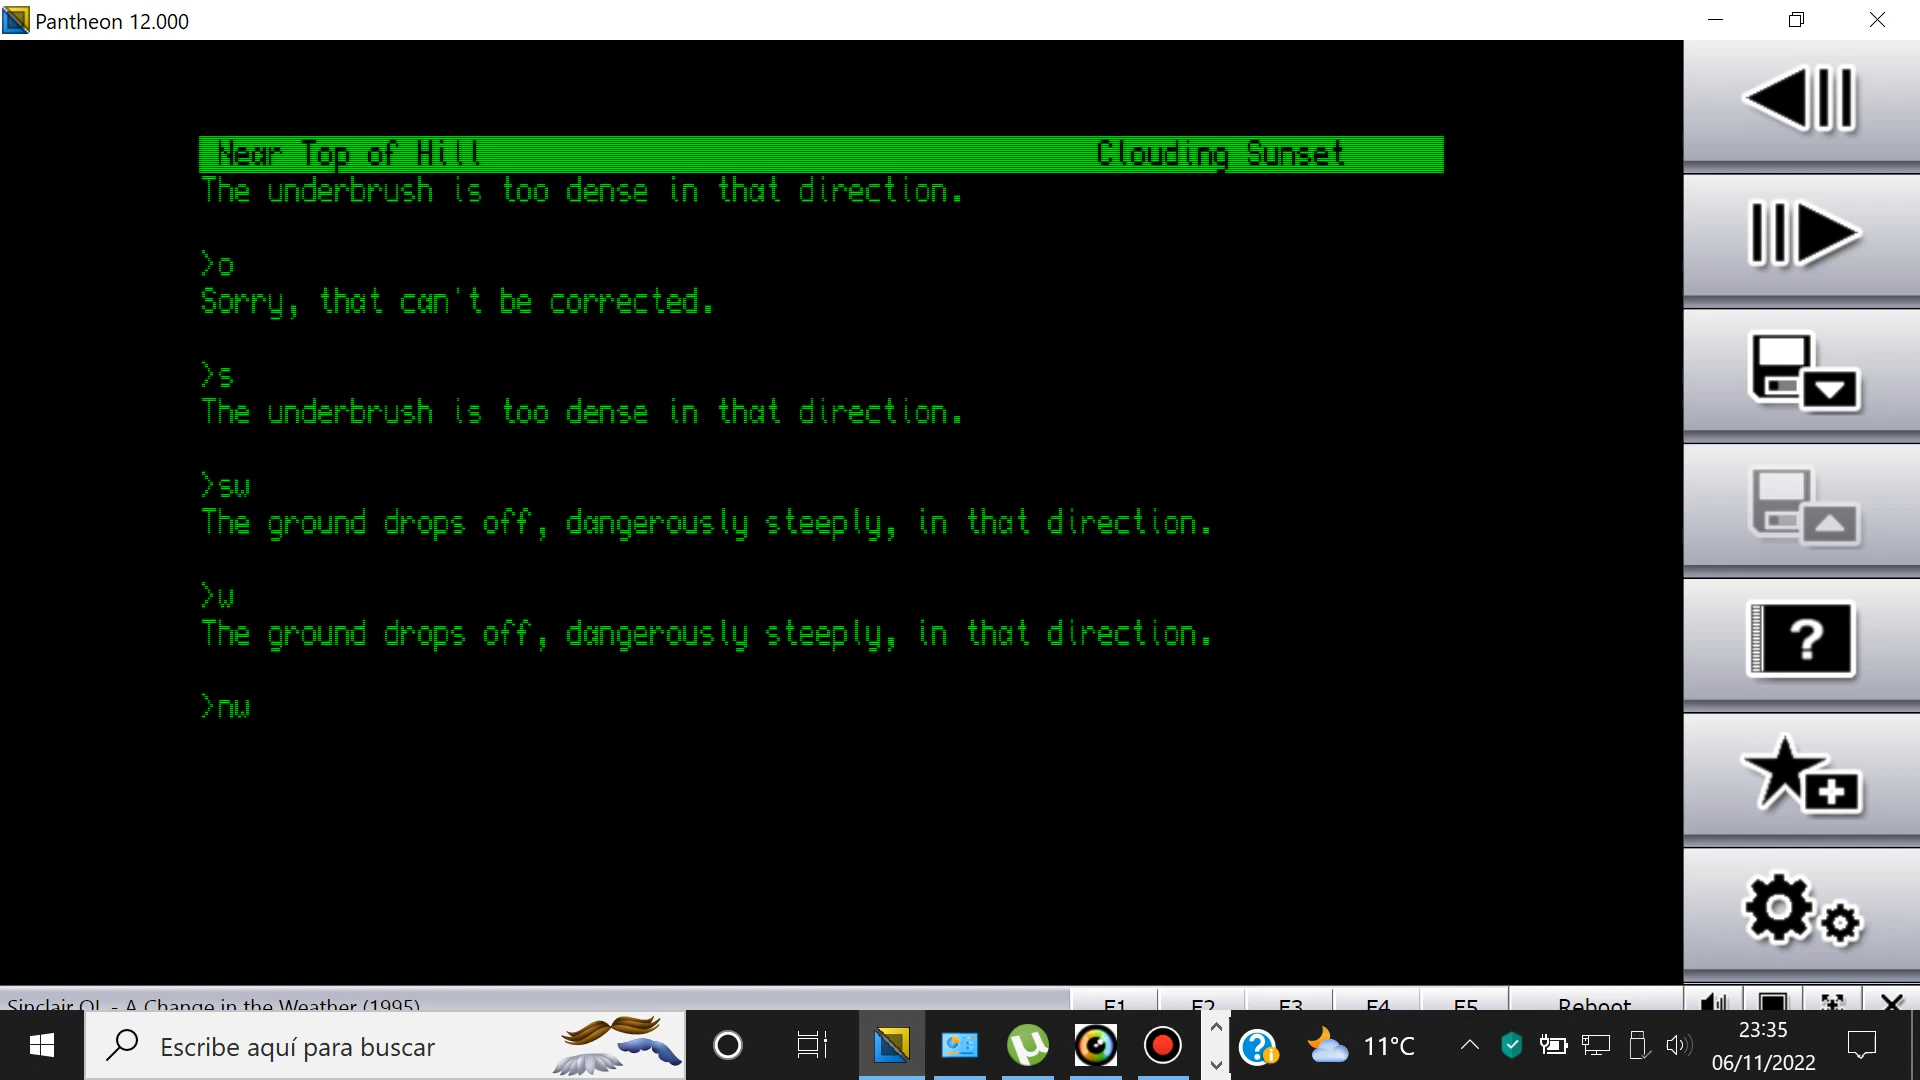 Pantheon 12.000
Near Top of Hill Clouding Sunset
The underbrush is too dense in that direction.
>o
Sorry, that can't be corrected.
>s
The underbrush is too dense in that direction.
>sw
The ground drops off, dangerously steeply, in that direction.
>w
The ground drops off, dangerously steeply, in that direction.
>nw
?
Sinclair QL - A Change in the Weather (1995) F1 F2 F3 F4 F5 Reboot
Escribe aquí para buscar
11°C
23:35
06/11/2022